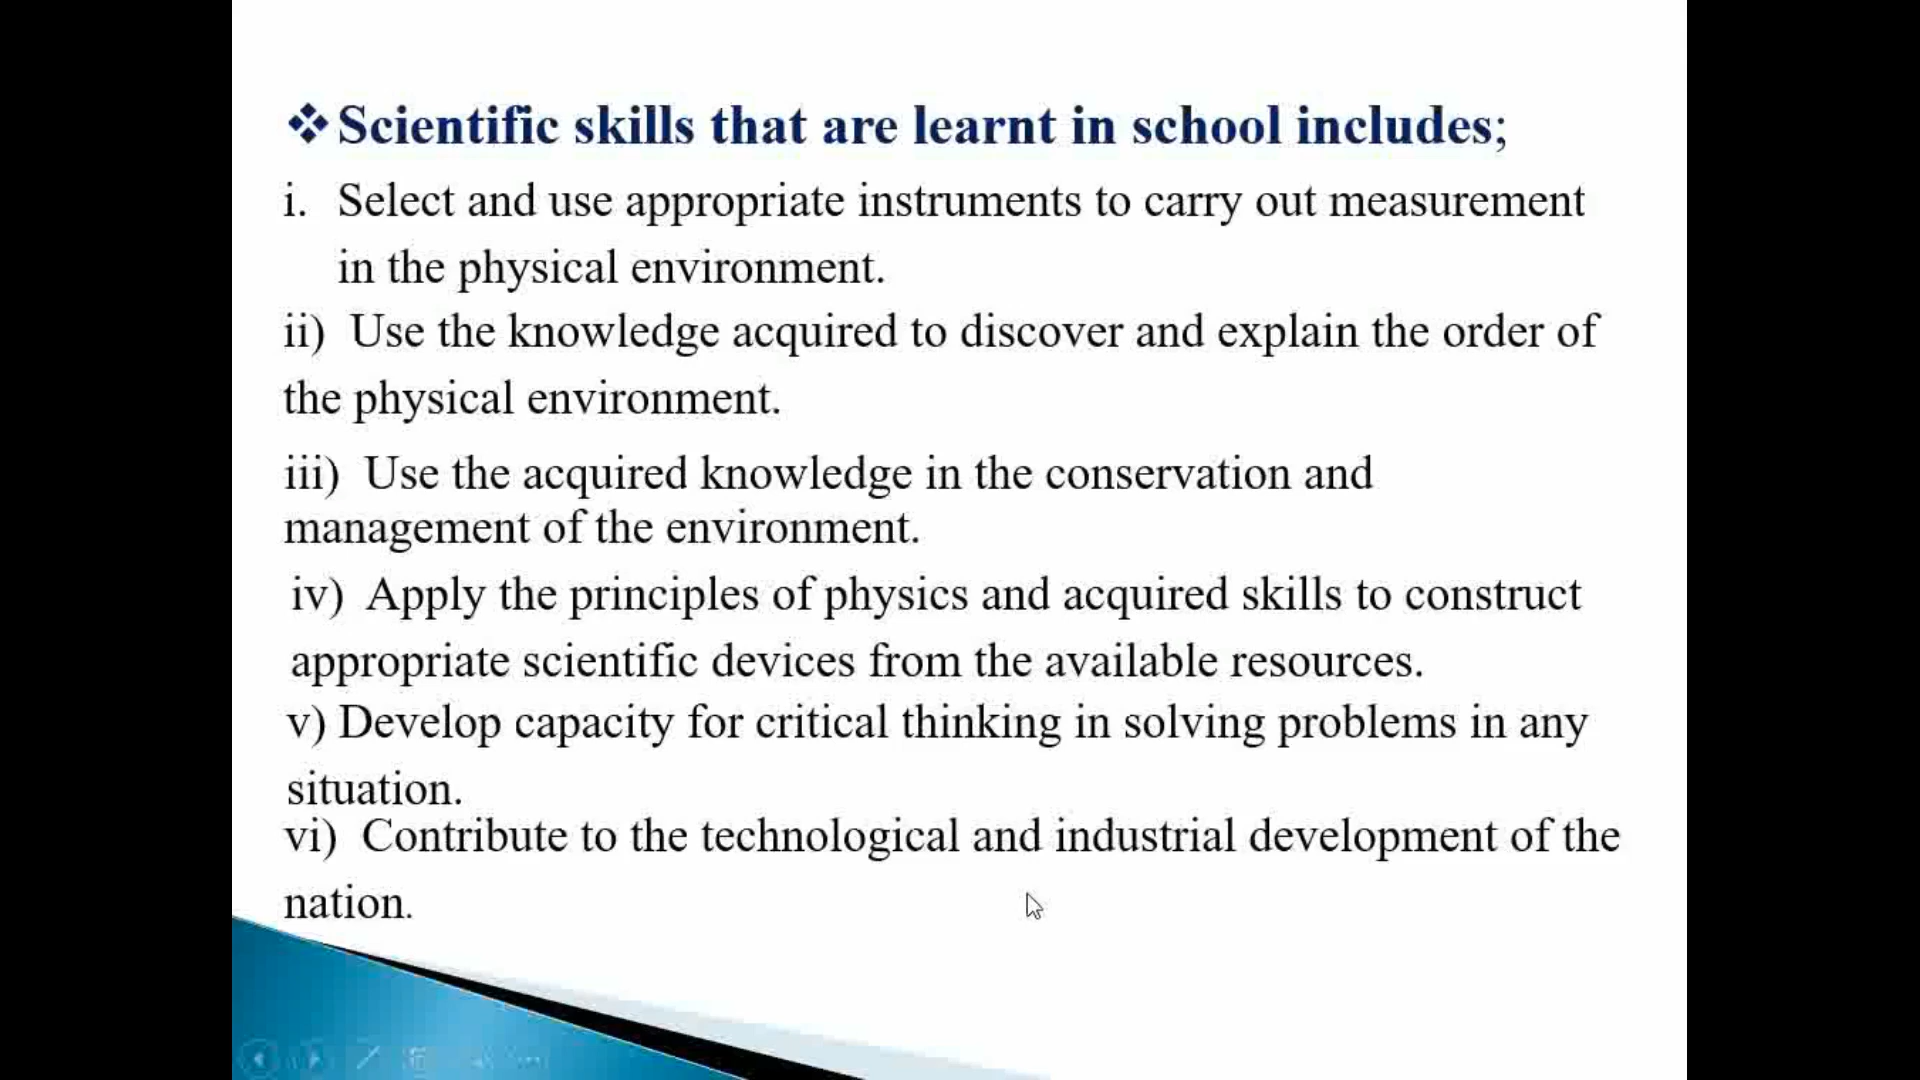 ❖Scientific skills that are learnt in school includes;
i. Select and use appropriate instruments to carry out measurement
in the physical environment.
ii) Use the knowledge acquired to discover and explain the order of
the physical environment.
iii) Use the acquired knowledge in the conservation and
management of the environment.
iv) Apply the principles of physics and acquired skills to construct
appropriate scientific devices from the available resources.
v) Develop capacity for critical thinking in solving problems in any
situation.
vi) Contribute to the technological and industrial development of the
nation.